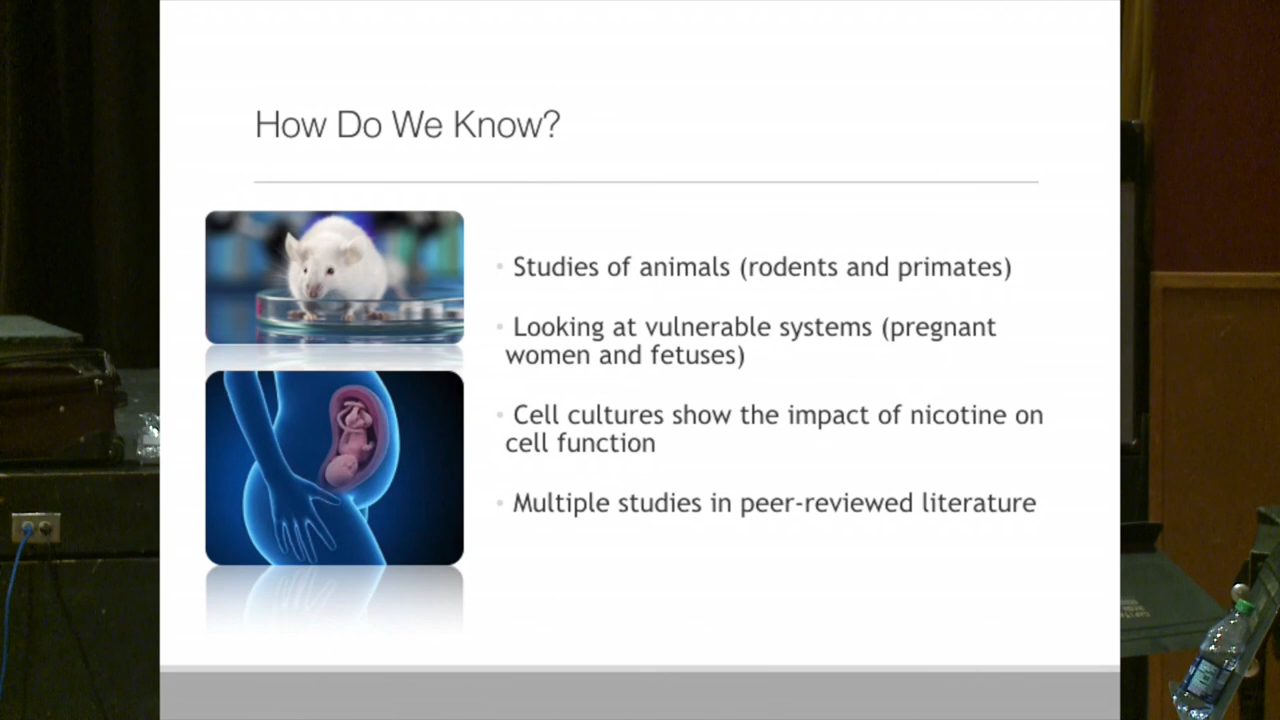 How Do We Know?
• Studies of animals (rodents and primates)
• Looking at vulnerable systems (pregnant
women and fetuses)
• Cell cultures show the impact of nicotine on
cell function
• Multiple studies in peer-reviewed literature